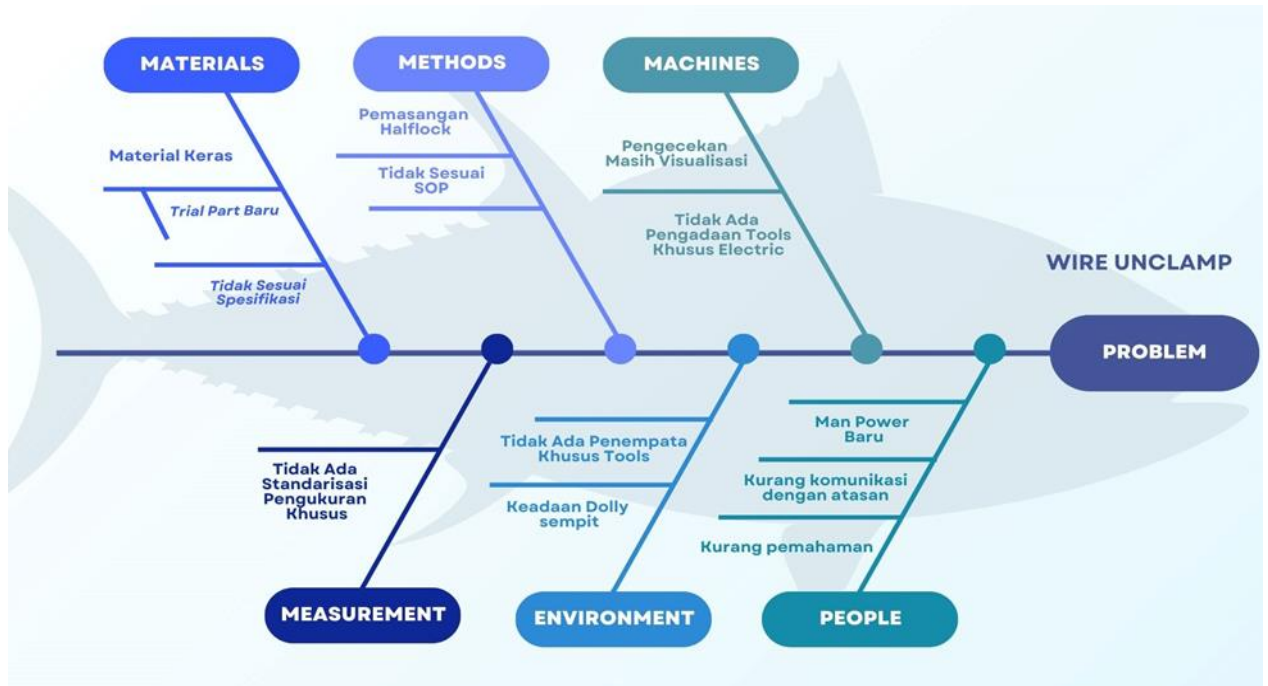 MATERIALS
METHODS
MACHINES
Pemasangan
Halflock
Material Keras
Pengecekan
Masih Visualisasi
Tidak Sesuai
SOP
Trial Part Baru
Tidak Ada
Pengadaan Tools
Khusus Electric
Tidak Sesuai
Spesifikasi
WIRE UNCLAMP
PROBLEM
Tidak Ada
Standarisasi
Pengukuran
Khusus
Tidak Ada Penempata
Khusus Tools
Keadaan Dolly
sempit
Man Power
Baru
Kurang komunikasi
dengan atasan
Kurang pemahaman
MEASUREMENT
ENVIRONMENT
PEOPLE